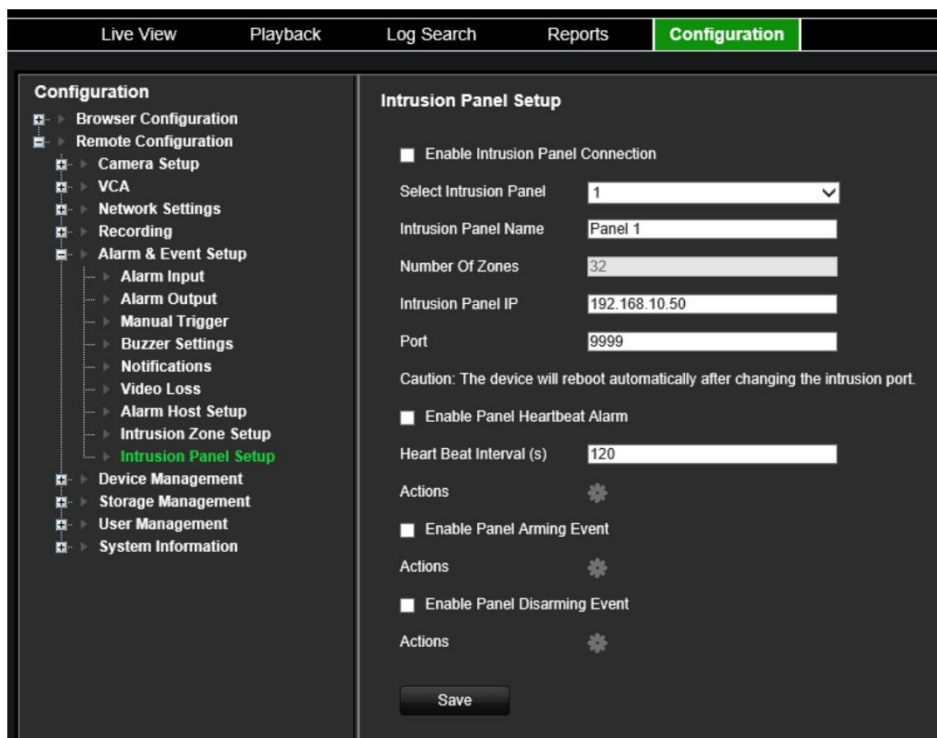 Live View Playback Log Search Reports Configuration
Configuration
Browser Configuration
Remote Configuration
Camera Setup
VCA
Network Settings
Recording
Alarm & Event Setup
Alarm Input
Alarm Output
Manual Trigger
Buzzer Settings
Notifications
Video Loss
Alarm Host Setup
Intrusion Zone Setup
Intrusion Panel Setup
Device Management
Storage Management
User Management
System Information
Intrusion Panel Setup
Enable Intrusion Panel Connection
Select Intrusion Panel 1
Intrusion Panel Name Panel 1
Number Of Zones 32
Intrusion Panel IP 192.168.10.50
Port 9999
Caution: The device will reboot automatically after changing the intrusion port.
Enable Panel Heartbeat Alarm
Heart Beat Interval (s) 120
Actions
Enable Panel Arming Event
Actions
Enable Panel Disarming Event
Actions
Save